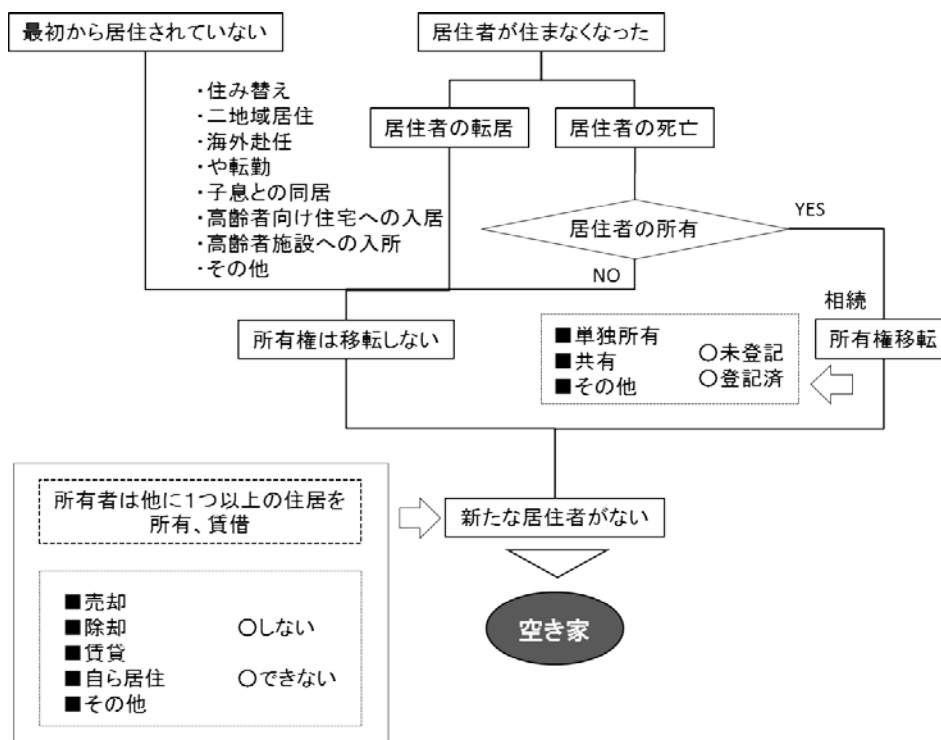 最初から居住されていない
居住者が住まなくなった
・住み替え
・二地域居住
・海外赴任
・や転勤
・子息との同居
・高齢者向け住宅への入居
・高齢者施設への入所
・その他
居住者の転居
居住者の死亡
居住者の所有
YES
NO
相続
所有権は移転しない
■単独所有
■共有
■その他
○未登記
○登記済
所有権移転
所有者は他に1つ以上の住居を
所有、賃借
新たな居住者がない
■売却
■除却
■賃貸
■自ら居住
■その他
○しない
○できない
空き家